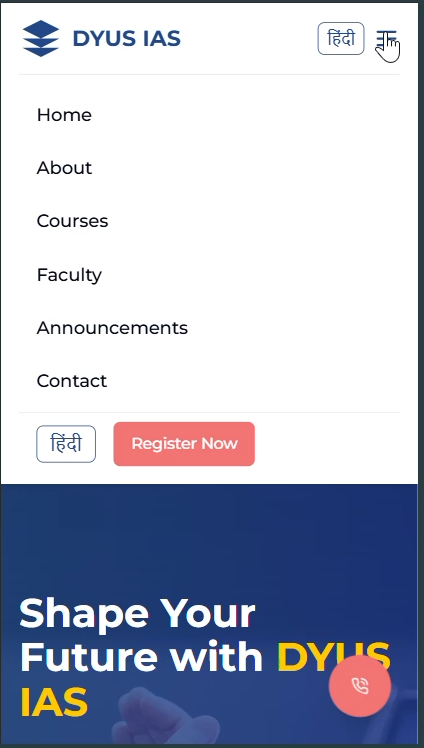 DYUS IAS हिंदी
Home
About
Courses
Faculty
Announcements
Contact
हिंदी Register Now
Shape Your
Future with DYUS
IAS